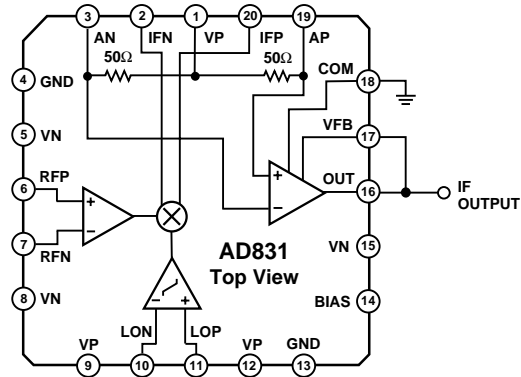 3 2 1 20 19
AN IFN VP IFP AP
50Ω 50Ω
COM
18
4 GND
VFB
17
5 VN
+
−
OUT
16
IF
OUTPUT
6 RFP
+
−
7 RFN
AD831
Top View
VN
15
8 VN
− +
BIAS
14
VP LON LOP VP GND
9 10 11 12 13